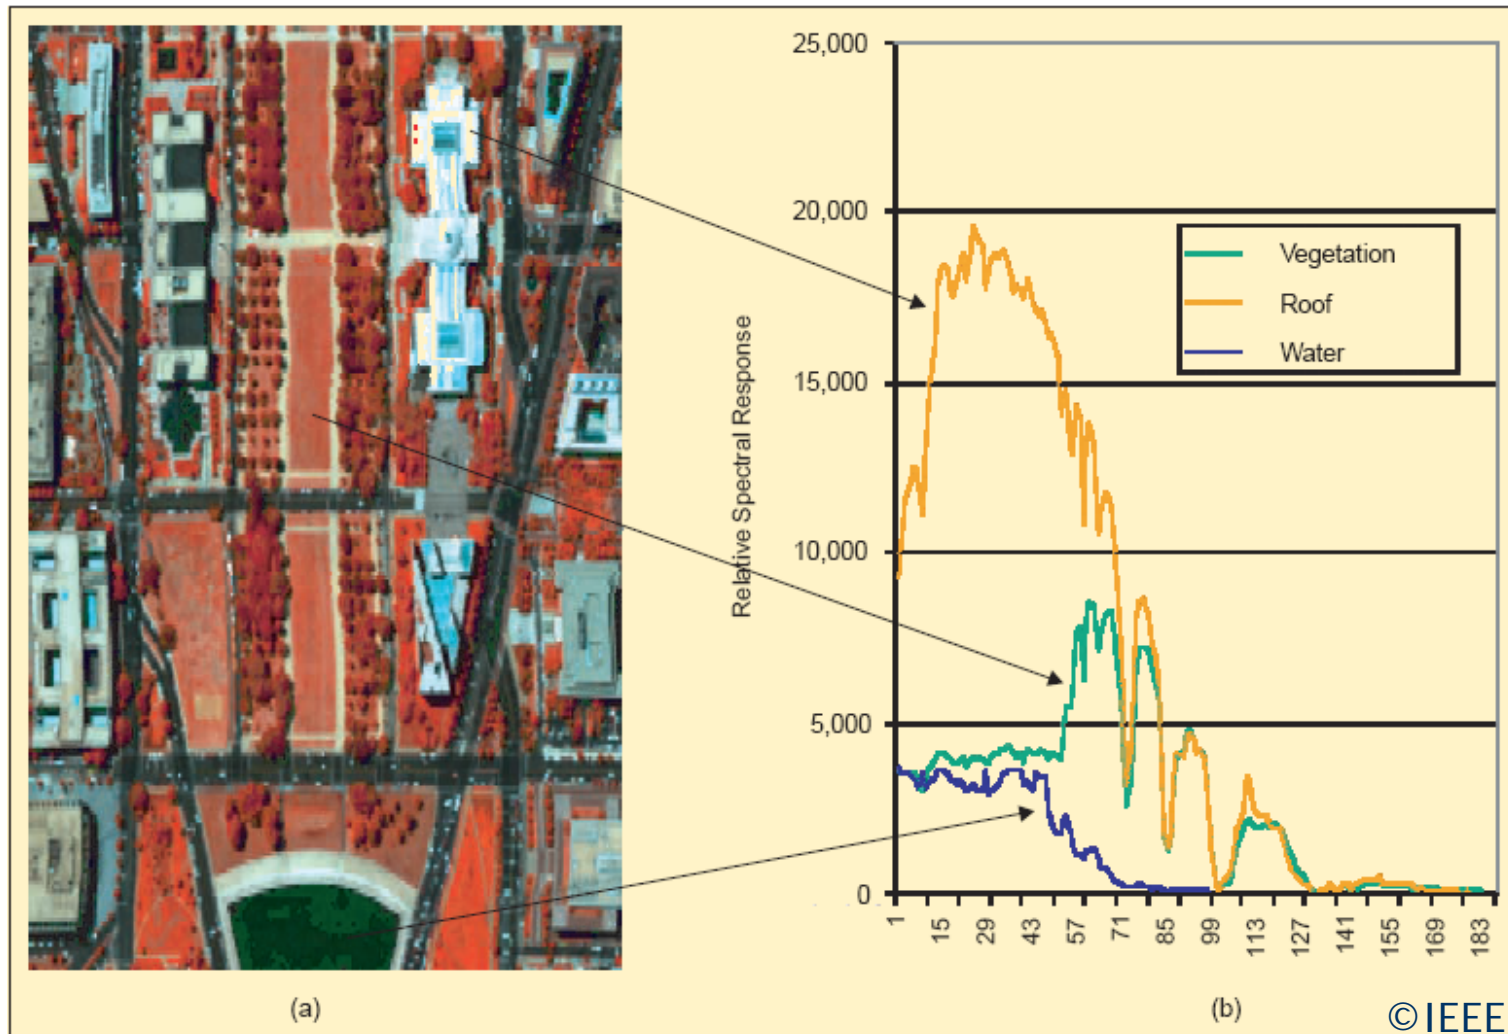 25,000
20,000
15,000
10,000
5,000
0
Relative Spectral Response
Vegetation
Roof
Water
1 15 29 43 57 71 85 99 113 127 141 155 169 183
(a)
(b)
©IEEE